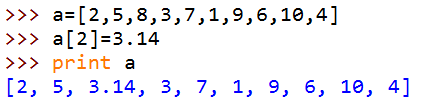 >>> a=[2,5,8,3,7,1,9,6,10,4]
>>> a[2]=3.14
>>> print a
[2, 5, 3.14, 3, 7, 1, 9, 6, 10, 4]